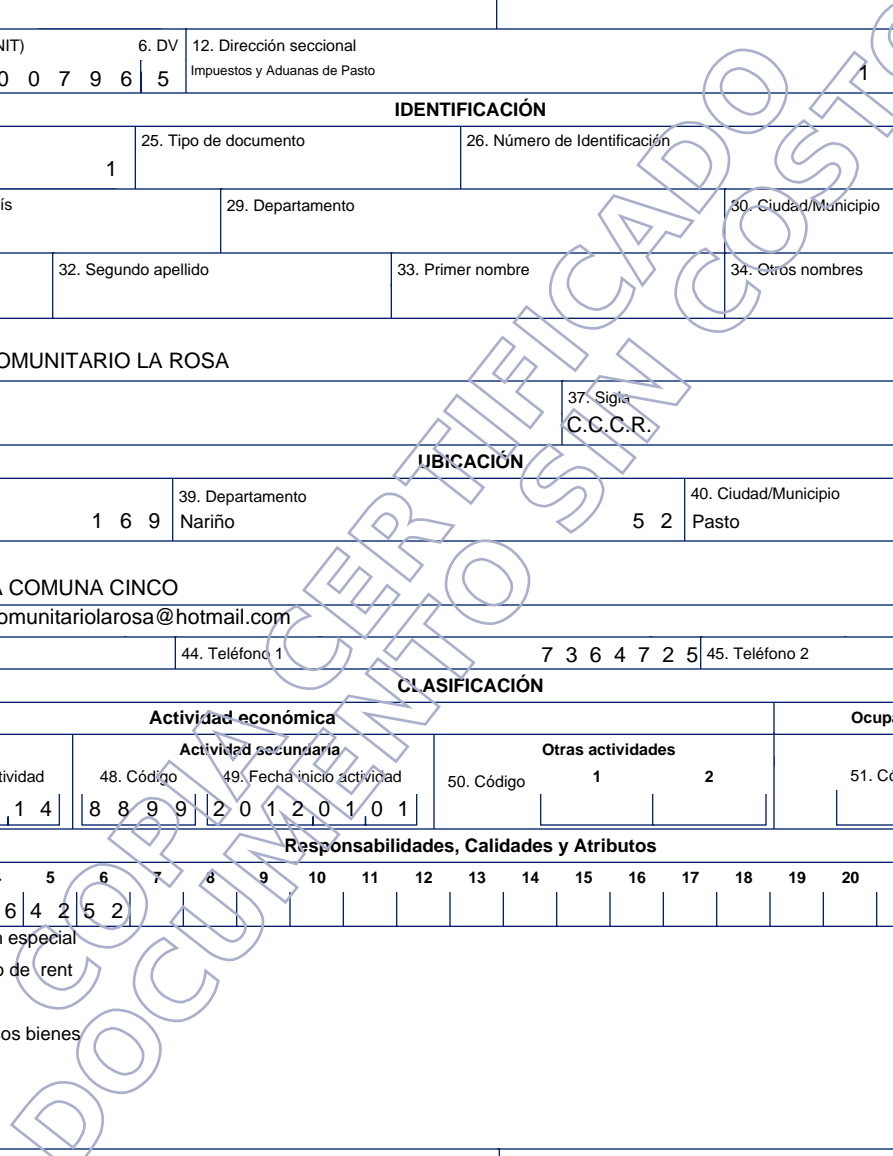 NIT) 6. DV 12. Dirección seccional
0 0 7 9 6 5 Impuestos y Aduanas de Pasto 1
IDENTIFICACIÓN
25. Tipo de documento 26. Número de Identificación
1
ís 29. Departamento 30. Ciudad/Municipio
32. Segundo apellido 33. Primer nombre 34. Otros nombres
OMUNITARIO LA ROSA
37. Sigla
C.C.C.R.
UBICACIÓN
39. Departamento 40. Ciudad/Municipio
1 6 9 Nariño 5 2 Pasto
A COMUNA CINCO
omunitariolarosa@hotmail.com
44. Teléfono 1 7 3 6 4 7 2 5 45. Teléfono 2
CLASIFICACIÓN
Actividad económica Ocupa
Actividad secundaria Otras actividades
tividad 48. Código 49. Fecha inicio actividad 50. Código 1 2 51. Có
1 4 8 8 9 9 2 0 1 2 0 1 0 1
Responsabilidades, Calidades y Atributos
5 6 7 8 9 10 11 12 13 14 15 16 17 18 19 20
6 4 2 5 2
n especial
o de rent
os bienes
COPIA CERTIFICADO
DOCUMENTO SIN COSTO